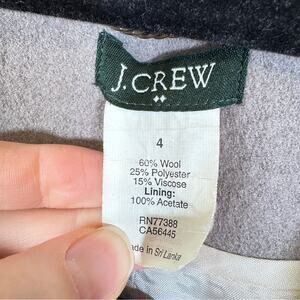 J.CREW
4
60% Wool
25% Polyester
15% Viscose
Lining:
100% Acetate
RN77388
CA56445
Made in Sri Lanka